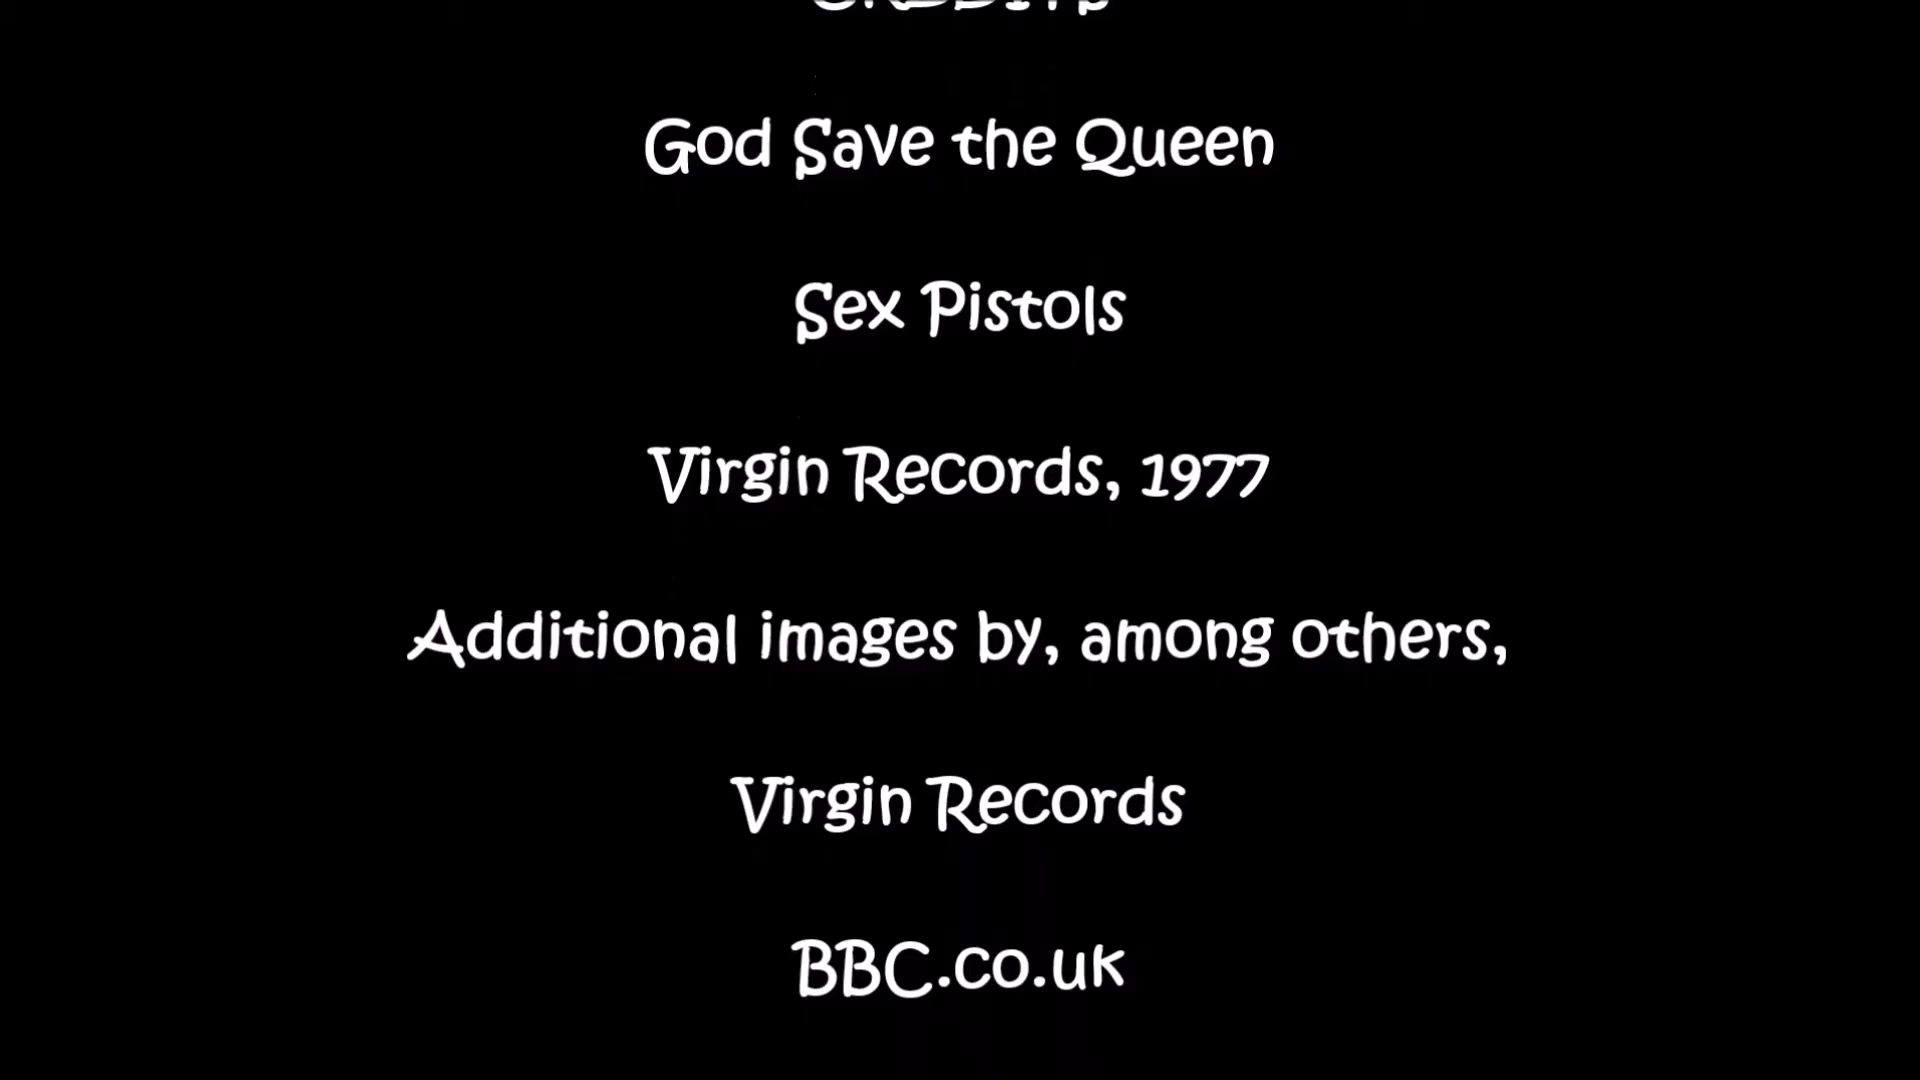 CREDITS
God Save the Queen
Sex Pistols
Virgin Records, 1977
Additional images by, among others,
Virgin Records
BBC.co.uk